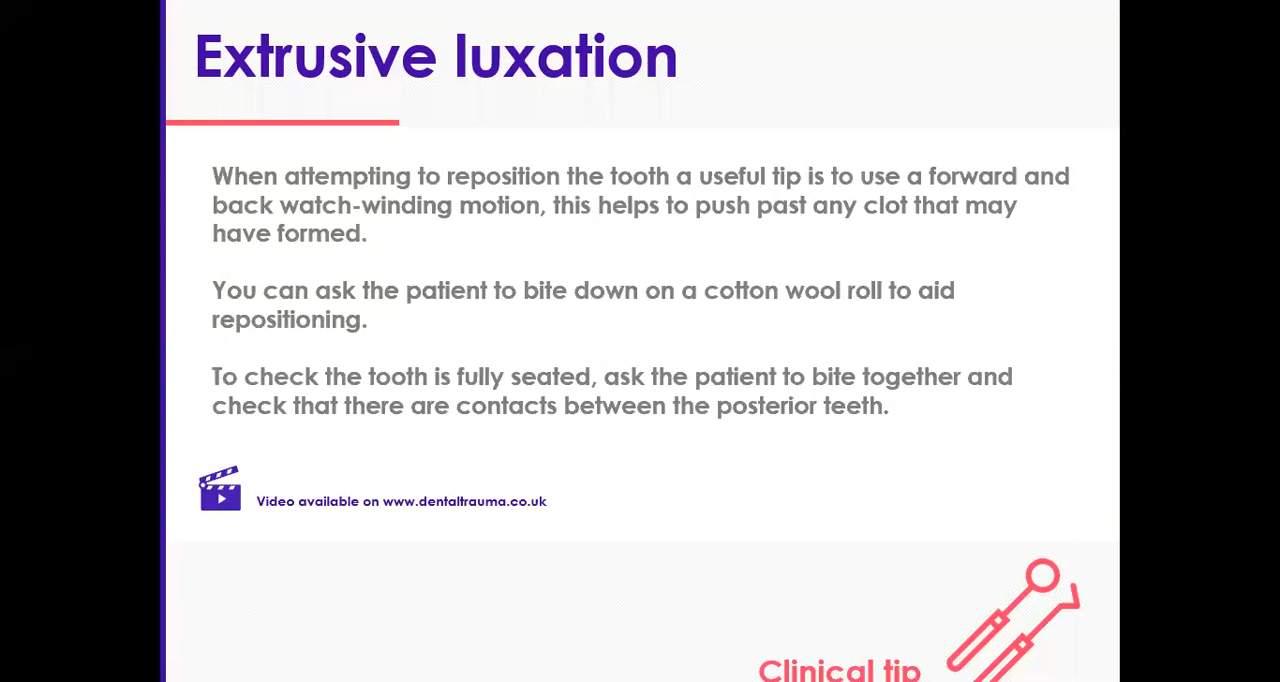 Extrusive luxation
When attempting to reposition the tooth a useful tip is to use a forward and
back watch-winding motion, this helps to push past any clot that may
have formed.
You can ask the patient to bite down on a cotton wool roll to aid
repositioning.
To check the tooth is fully seated, ask the patient to bite together and
check that there are contacts between the posterior teeth.
Video available on www.dentaltrauma.co.uk
Clinical tip